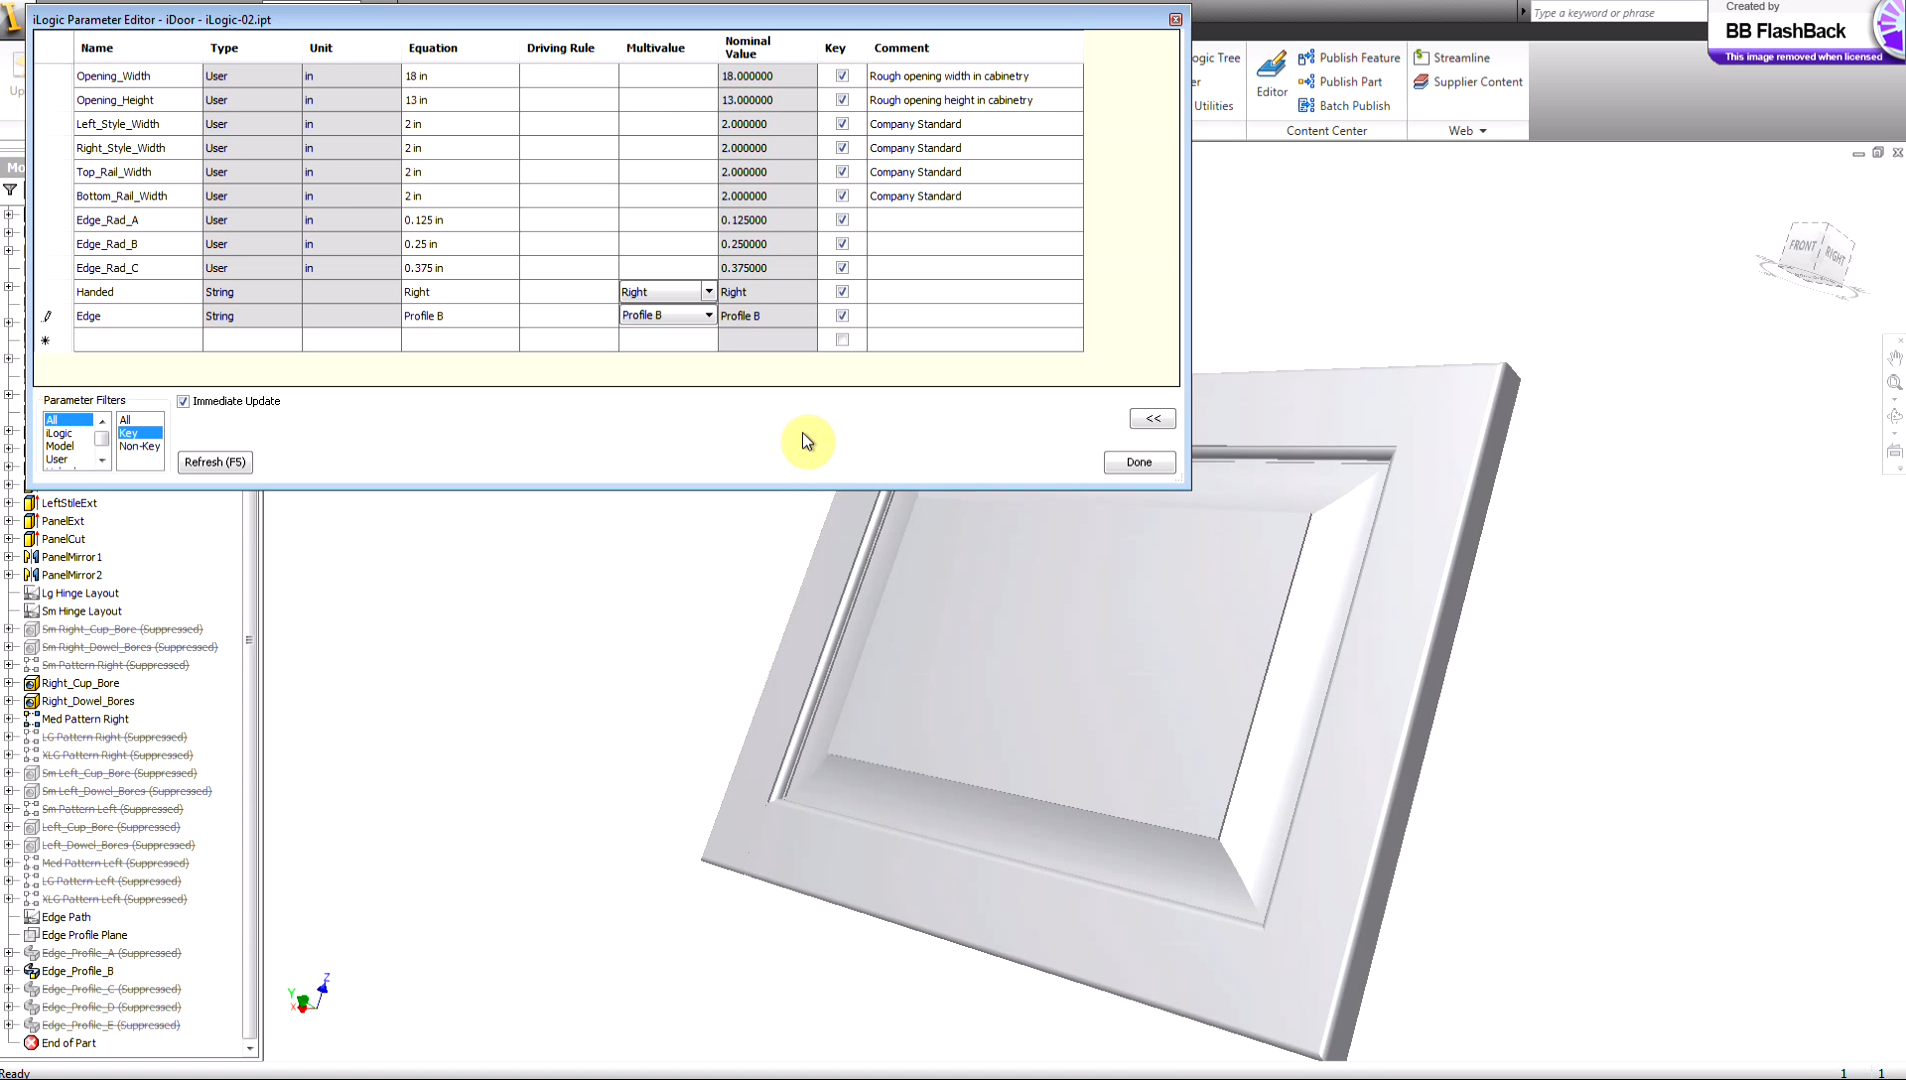 iLogic Parameter Editor - iDoor - iLogic-02.ipt
Name Type Unit Equation Driving Rule Multivalue Nominal Value Key Comment
Opening_Width User in 18 in 18.000000 Rough opening width in cabinetry
Opening_Height User in 13 in 13.000000 Rough opening height in cabinetry
Left_Style_Width User in 2 in 2.000000 Company Standard
Right_Style_Width User in 2 in 2.000000 Company Standard
Top_Rail_Width User in 2 in 2.000000 Company Standard
Bottom_Rail_Width User in 2 in 2.000000 Company Standard
Edge_Rad_A User in 0.125 in 0.125000
Edge_Rad_B User in 0.25 in 0.250000
Edge_Rad_C User in 0.375 in 0.375000
Handed String Right Right Right
Edge String Profile B Profile B Profile B
Parameter Filters
All
iLogic
Model
User
All
Key
Non-Key
Immediate Update
Refresh (F5)
<<
Done
Type a keyword or phrase
Created by
BB FlashBack
This image removed when licensed
ogic Tree
er
Utilities
Editor
Publish Feature
Publish Part
Batch Publish
Content Center
Streamline
Supplier Content
Web
Up
Mo
FRONT
RIGHT
LeftStileExt
PanelExt
PanelCut
PanelMirror1
PanelMirror2
Lg Hinge Layout
Sm Hinge Layout
Sm Right_Cup_Bore (Suppressed)
Sm Right_Dowel_Bores (Suppressed)
Sm Pattern Right (Suppressed)
Right_Cup_Bore
Right_Dowel_Bores
Med Pattern Right
LG Pattern Right (Suppressed)
XLG Pattern Right (Suppressed)
Sm Left_Cup_Bore (Suppressed)
Sm Left_Dowel_Bores (Suppressed)
Sm Pattern Left (Suppressed)
Left_Cup_Bore (Suppressed)
Left_Dowel_Bores (Suppressed)
Med Pattern Left (Suppressed)
LG Pattern Left (Suppressed)
XLG Pattern Left (Suppressed)
Edge Path
Edge Profile Plane
Edge_Profile_A (Suppressed)
Edge_Profile_B
Edge_Profile_C (Suppressed)
Edge_Profile_D (Suppressed)
Edge_Profile_E (Suppressed)
End of Part
Z
Y
X
Ready
1 1